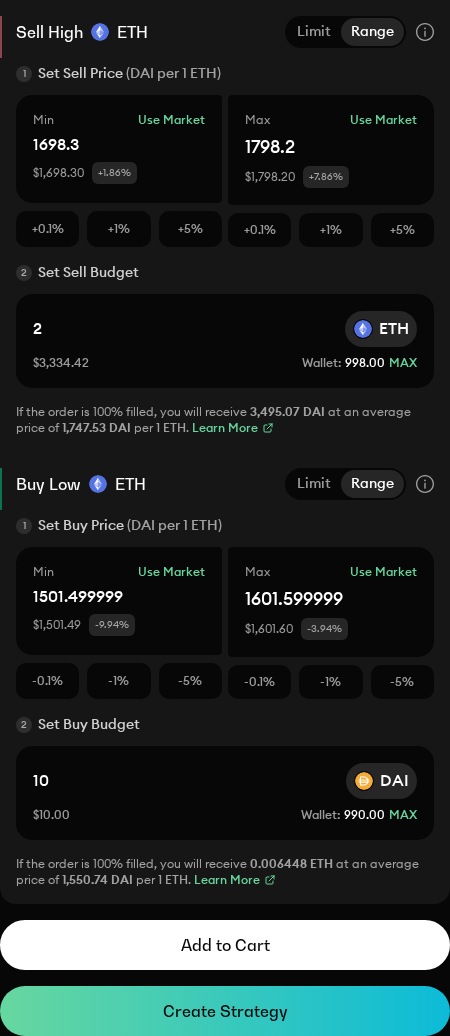 Sell High ETH Limit Range
1 Set Sell Price (DAI per 1 ETH)
Min Use Market Max Use Market
1698.3 1798.2
$1,698.30 +1.86% $1,798.20 +7.86%
+0.1% +1% +5% +0.1% +1% +5%
2 Set Sell Budget
2 ETH
$3,334.42 Wallet: 998.00 MAX
If the order is 100% filled, you will receive 3,495.07 DAI at an average
price of 1,747.53 DAI per 1 ETH. Learn More
Buy Low ETH Limit Range
1 Set Buy Price (DAI per 1 ETH)
Min Use Market Max Use Market
1501.499999 1601.599999
$1,501.49 -9.94% $1,601.60 -3.94%
-0.1% -1% -5% -0.1% -1% -5%
2 Set Buy Budget
10 DAI
$10.00 Wallet: 990.00 MAX
If the order is 100% filled, you will receive 0.006448 ETH at an average
price of 1,550.74 DAI per 1 ETH. Learn More
Add to Cart
Create Strategy